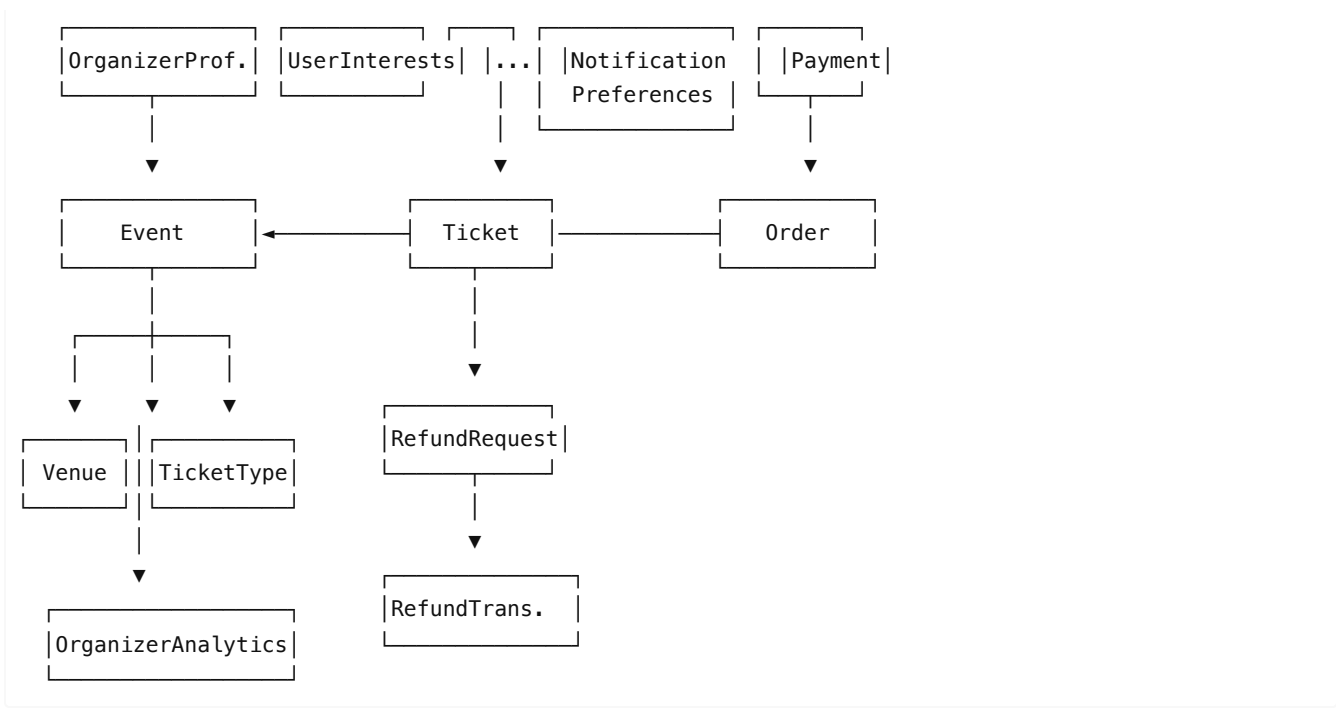 OrganizerProf. UserInterests ... Notification Payment
Preferences
Event Ticket Order
RefundRequest
Venue TicketType
RefundTrans.
OrganizerAnalytics